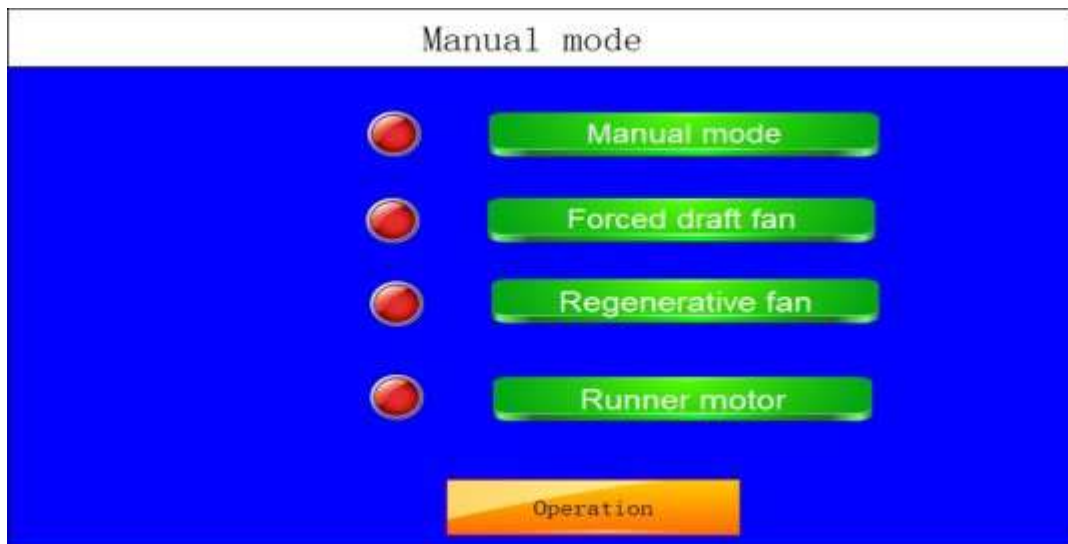 Manual mode
Manual mode
Forced draft fan
Regenerative fan
Runner motor
Operation